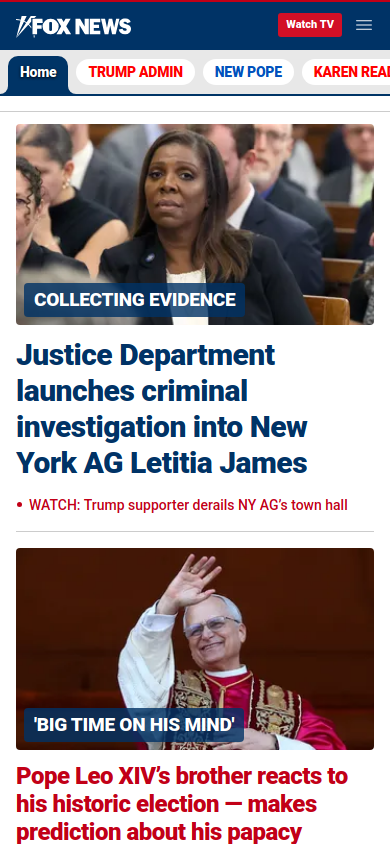 FOX NEWS
Watch TV
Home
TRUMP ADMIN
NEW POPE
KAREN REA
COLLECTING EVIDENCE
Justice Department
launches criminal
investigation into New
York AG Letitia James
• WATCH: Trump supporter derails NY AG's town hall
'BIG TIME ON HIS MIND'
Pope Leo XIV's brother reacts to
his historic election — makes
prediction about his papacy